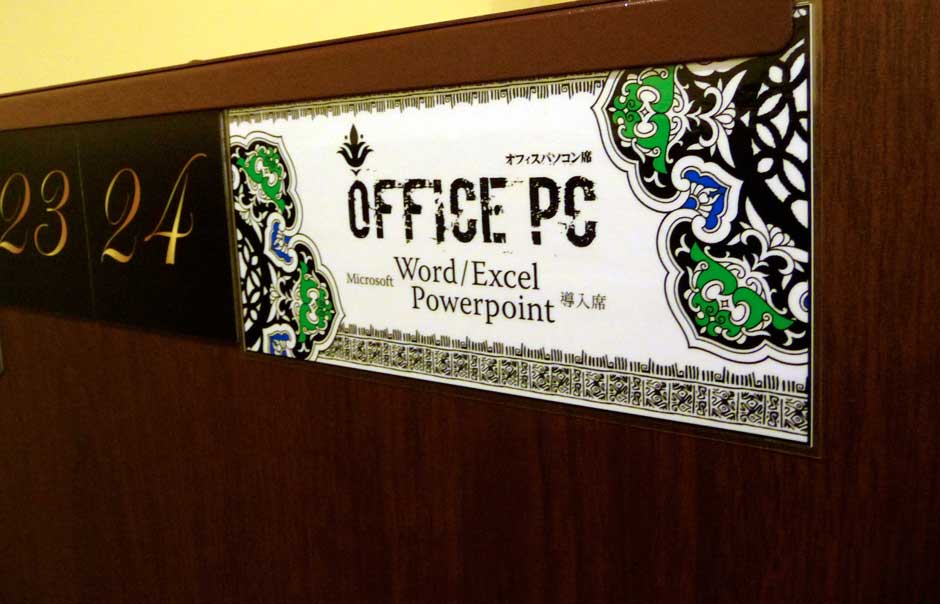 23 24
オフィスパソコン席
OFFICE PC
Microsoft Word/Excel
Powerpoint 導入席